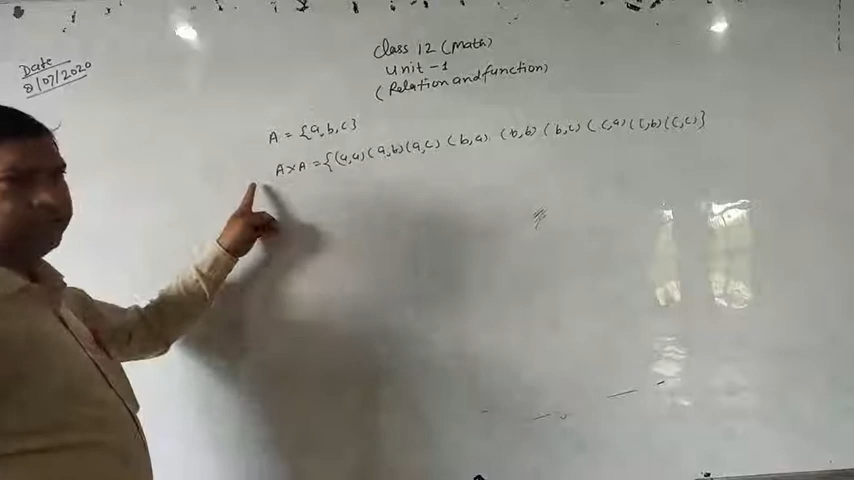 Date
8/07/2020
Class 12 (Math)
Unit - 1
(Relation and function)
A = {a, b, c}
A×A = {(a,a) (a,b) (a,c) (b,a) (b,b) (b,c) (c,a) (c,b) (c,c)}